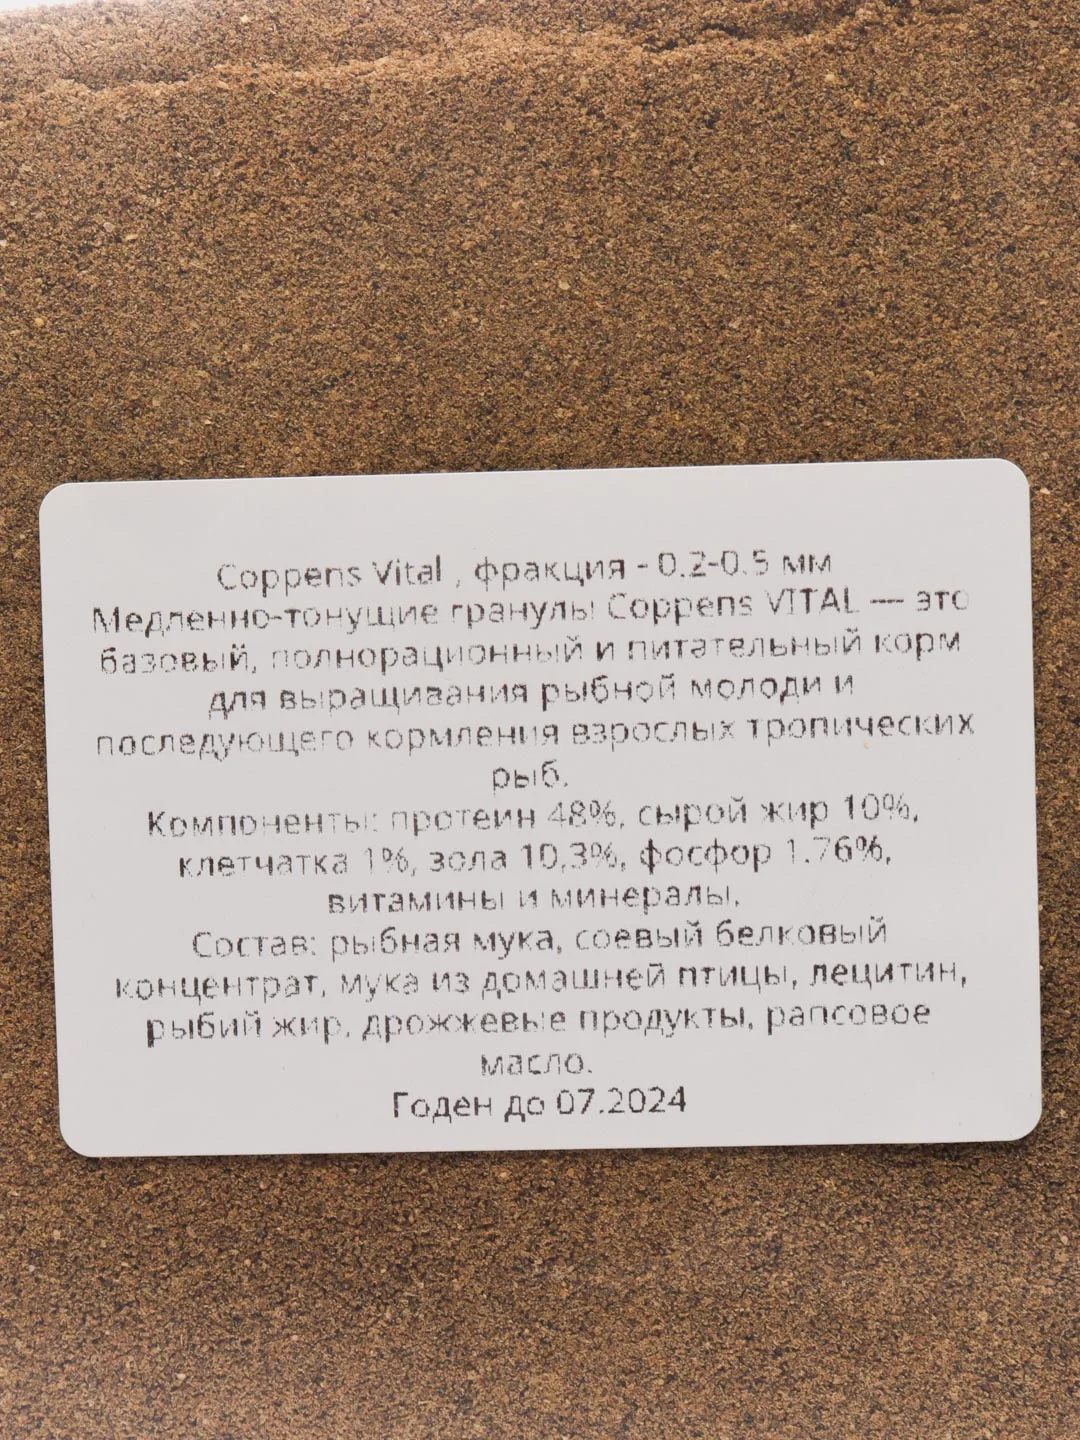 Coppens Vital , фракция - 0.2-0.5 мм
Медленно-тонущие гранулы Coppens VITAL — это
базовый, полнорационный и питательный корм
для выращивания рыбной молоди и
последующего кормления взрослых тропических
рыб.
Компоненты: протеин 48%, сырой жир 10%,
клетчатка 1%, зола 10,3%, фосфор 1.76%,
витамины и минералы.
Состав: рыбная мука, соевый белковый
концентрат, мука из домашней птицы, лецитин,
рыбий жир, дрожжевые продукты, рапсовое
масло.
Годен до 07.2024